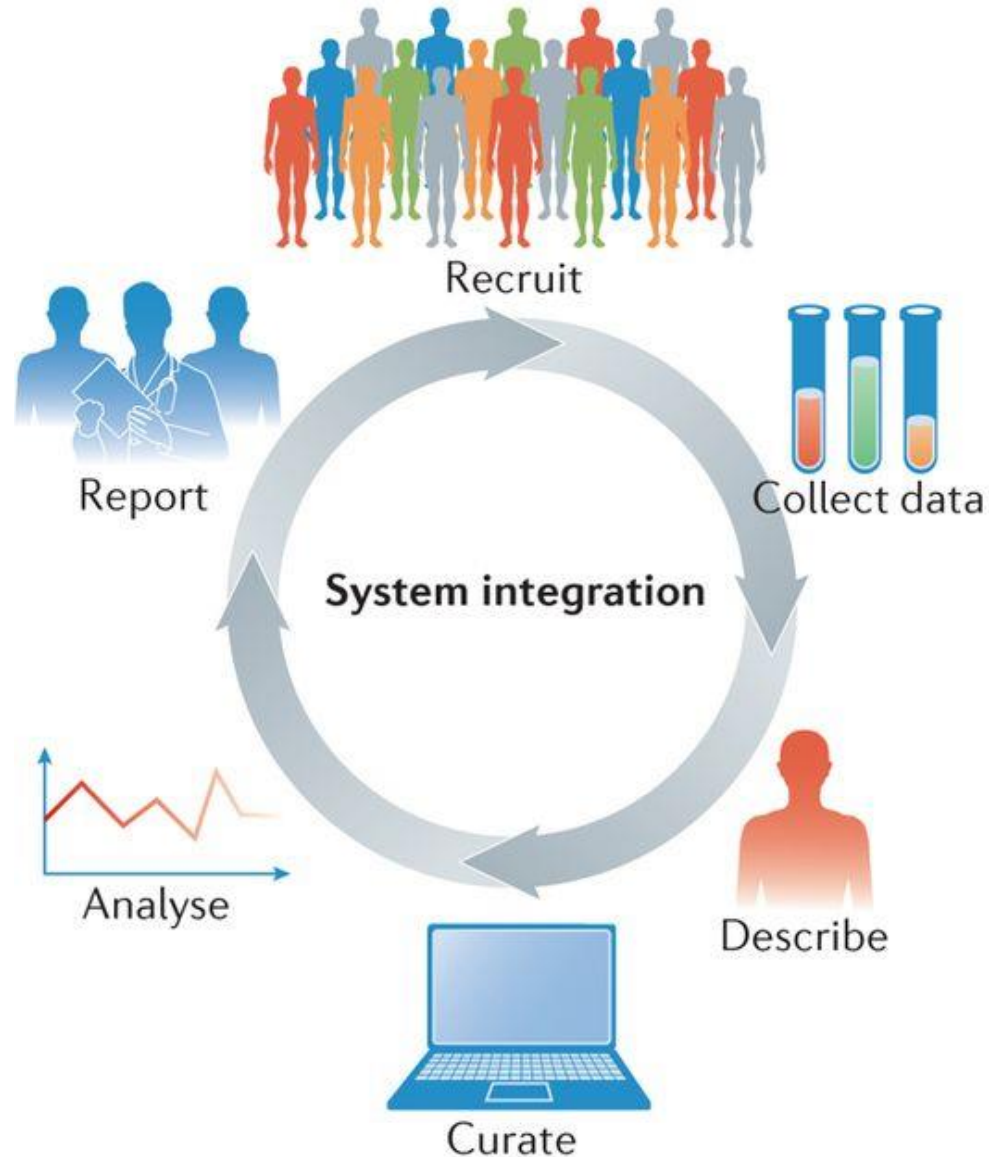 Recruit
Collect data
Report
System integration
Analyse
Describe
Curate